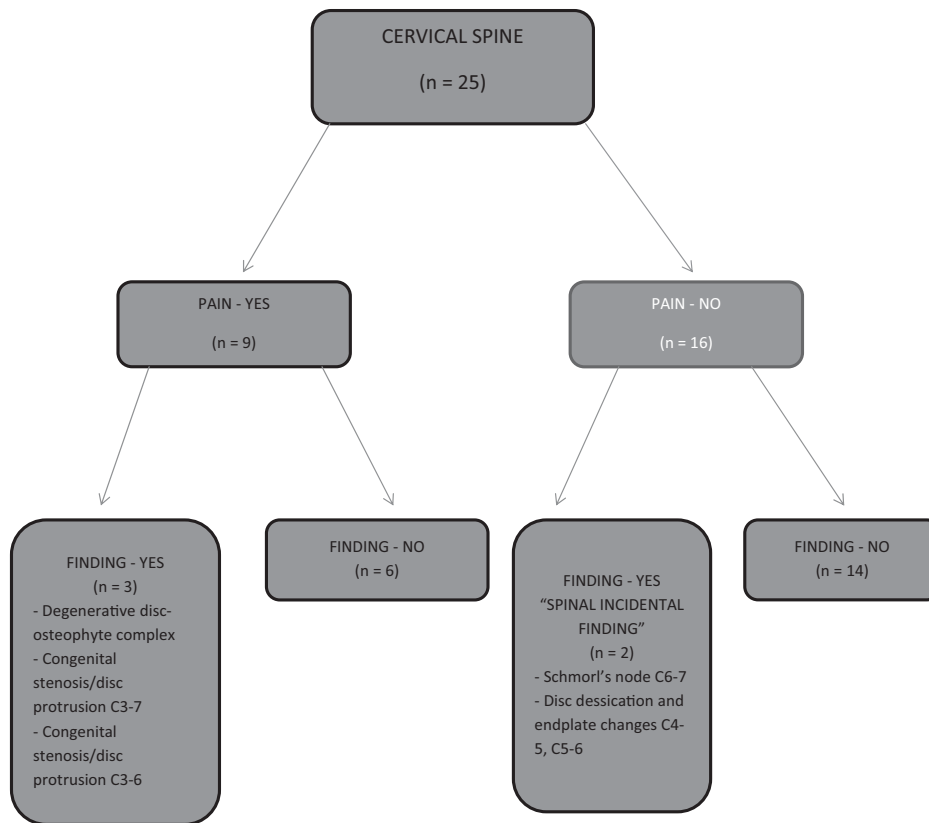 CERVICAL SPINE
(n = 25)
PAIN - YES
(n = 9)
PAIN - NO
(n = 16)
FINDING - YES
(n = 3)
- Degenerative disc-
osteophyte complex
- Congenital
stenosis/disc
protrusion C3-7
- Congenital
stenosis/disc
protrusion C3-6
FINDING - NO
(n = 6)
FINDING - YES
“SPINAL INCIDENTAL
FINDING”
(n = 2)
- Schmorl’s node C6-7
- Disc dessication and
endplate changes C4-
5, C5-6
FINDING - NO
(n = 14)